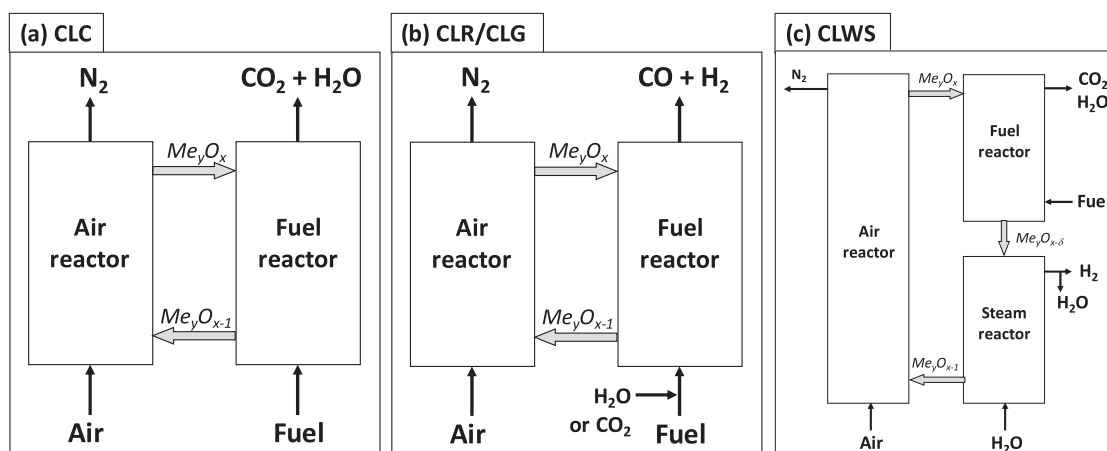 (a) CLC
N₂
CO₂ + H₂O
MeyOx
Air
reactor
Fuel
reactor
MeyOx-1
Air
Fuel
(b) CLR/CLG
N₂
CO + H₂
MeyOx
Air
reactor
Fuel
reactor
MeyOx-1
H₂O
or CO₂
Air
Fuel
(c) CLWS
N₂
MeyOx
CO₂
H₂O
Fuel
reactor
Fuel
MeyOx-δ
Air
reactor
H₂
H₂O
Steam
reactor
MeyOx-1
Air
H₂O